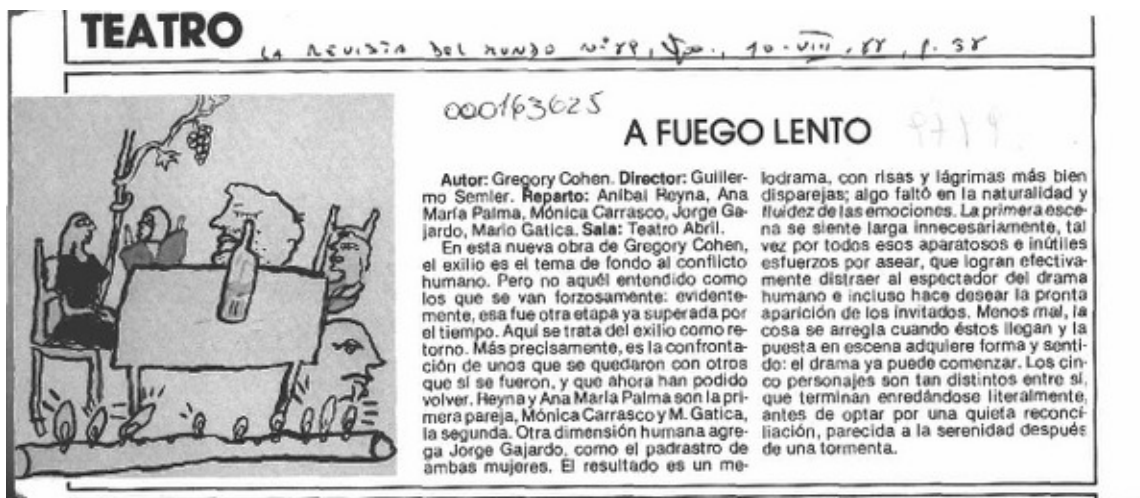 TEATRO
LA REVISTA DEL MUNDO Nº 89, 10-VIII, 88, p. 38
000163625
A FUEGO LENTO
Autor: Gregory Cohen. Director: Guiller-
mo Semler. Reparto: Aníbal Reyna, Ana
María Palma, Mónica Carrasco, Jorge Ga-
jardo, Mario Gatica. Sala: Teatro Abril.
En esta nueva obra de Gregory Cohen,
el exilio es el tema de fondo al conflicto
humano. Pero no aquél entendido como
los que se van forzosamente: evidente-
mente, esa fue otra etapa ya superada por
el tiempo. Aquí se trata del exilio como re-
torno. Más precisamente, es la confronta-
ción de unos que se quedaron con otros
que sí se fueron, y que ahora han podido
volver. Reyna y Ana María Palma son la pri-
mera pareja, Mónica Carrasco y M. Gatica,
la segunda. Otra dimensión humana agre-
ga Jorge Gajardo, como el padrastro de
ambas mujeres. El resultado es un me-
lodrama, con risas y lágrimas más bien
disparejas; algo faltó en la naturalidad y
fluidez de las emociones. La primera esce-
na se siente larga innecesariamente, tal
vez por todos esos aparatosos e inútiles
esfuerzos por asear, que logran efectiva-
mente distraer al espectador del drama
humano e incluso hace desear la pronta
aparición de los invitados. Menos mal, la
cosa se arregla cuando éstos llegan y la
puesta en escena adquiere forma y senti-
do: el drama ya puede comenzar. Los cin-
co personajes son tan distintos entre sí,
que terminan enredándose literalmente,
antes de optar por una quieta reconci-
liación, parecida a la serenidad después
de una tormenta.